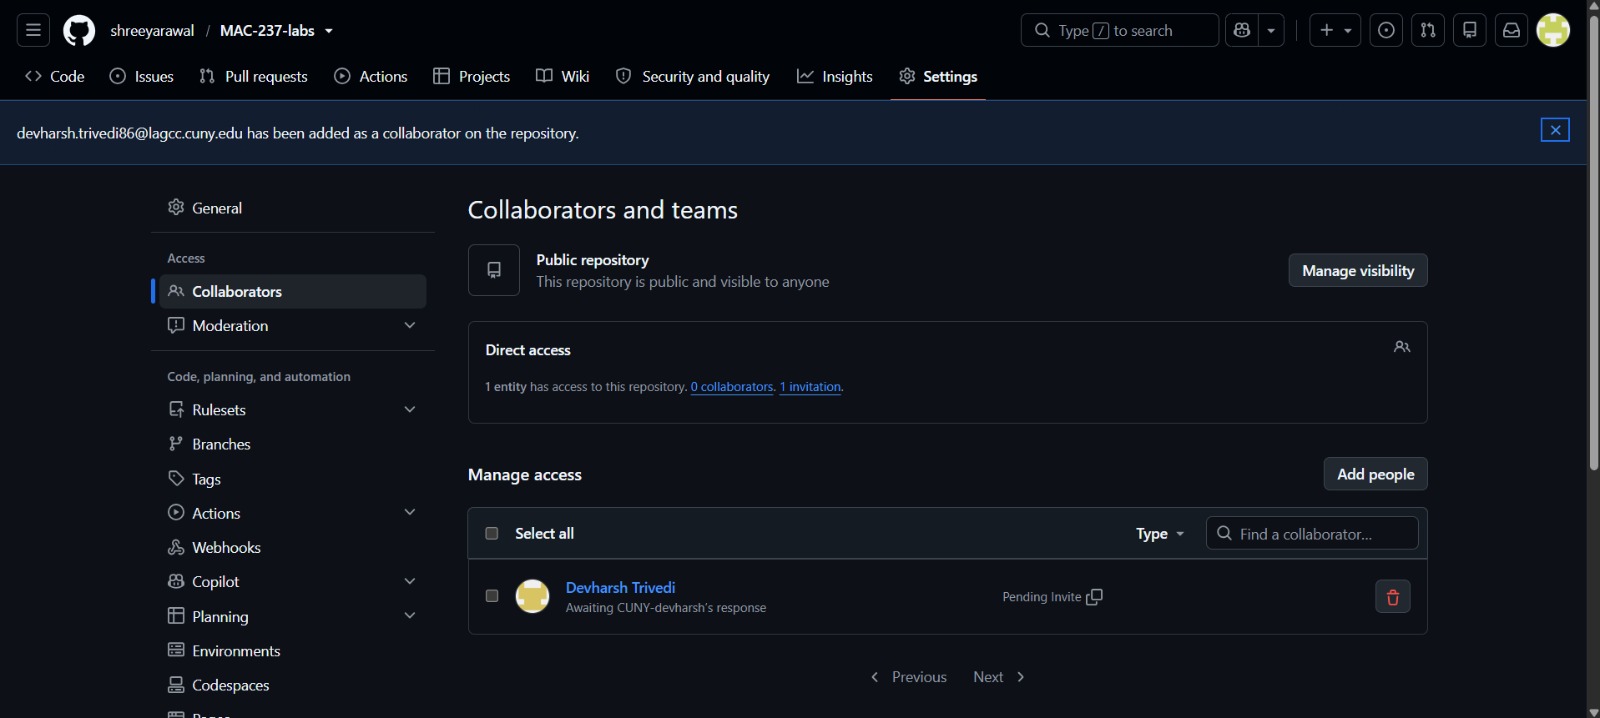 shreeyarawal / MAC-237-labs
Type / to search
Code
Issues
Pull requests
Actions
Projects
Wiki
Security and quality
Insights
Settings
devharsh.trivedi86@lagcc.cuny.edu has been added as a collaborator on the repository.
General
Access
Collaborators
Moderation
Code, planning, and automation
Rulesets
Branches
Tags
Actions
Webhooks
Copilot
Planning
Environments
Codespaces
Pages
Collaborators and teams
Public repository
This repository is public and visible to anyone
Manage visibility
Direct access
1 entity has access to this repository. 0 collaborators. 1 invitation.
Manage access
Add people
Select all
Type
Find a collaborator...
Devharsh Trivedi
Awaiting CUNY-devharsh's response
Pending Invite
Previous
Next